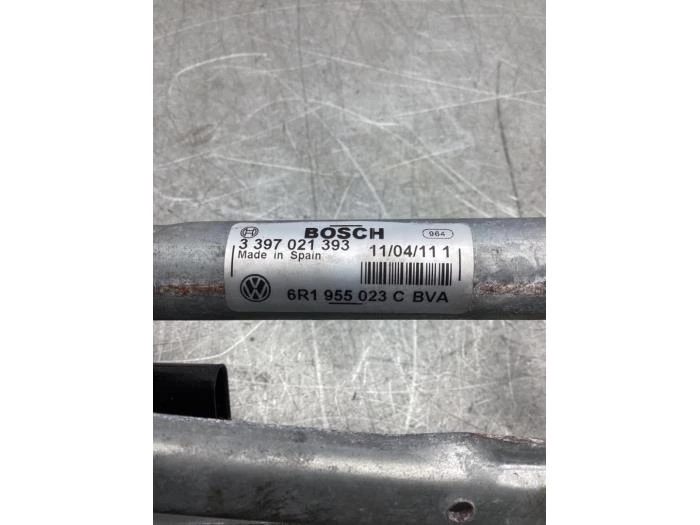 BOSCH
964
3 397 021 393
11/04/11 1
Made in Spain
6R1 955 023 C BVA